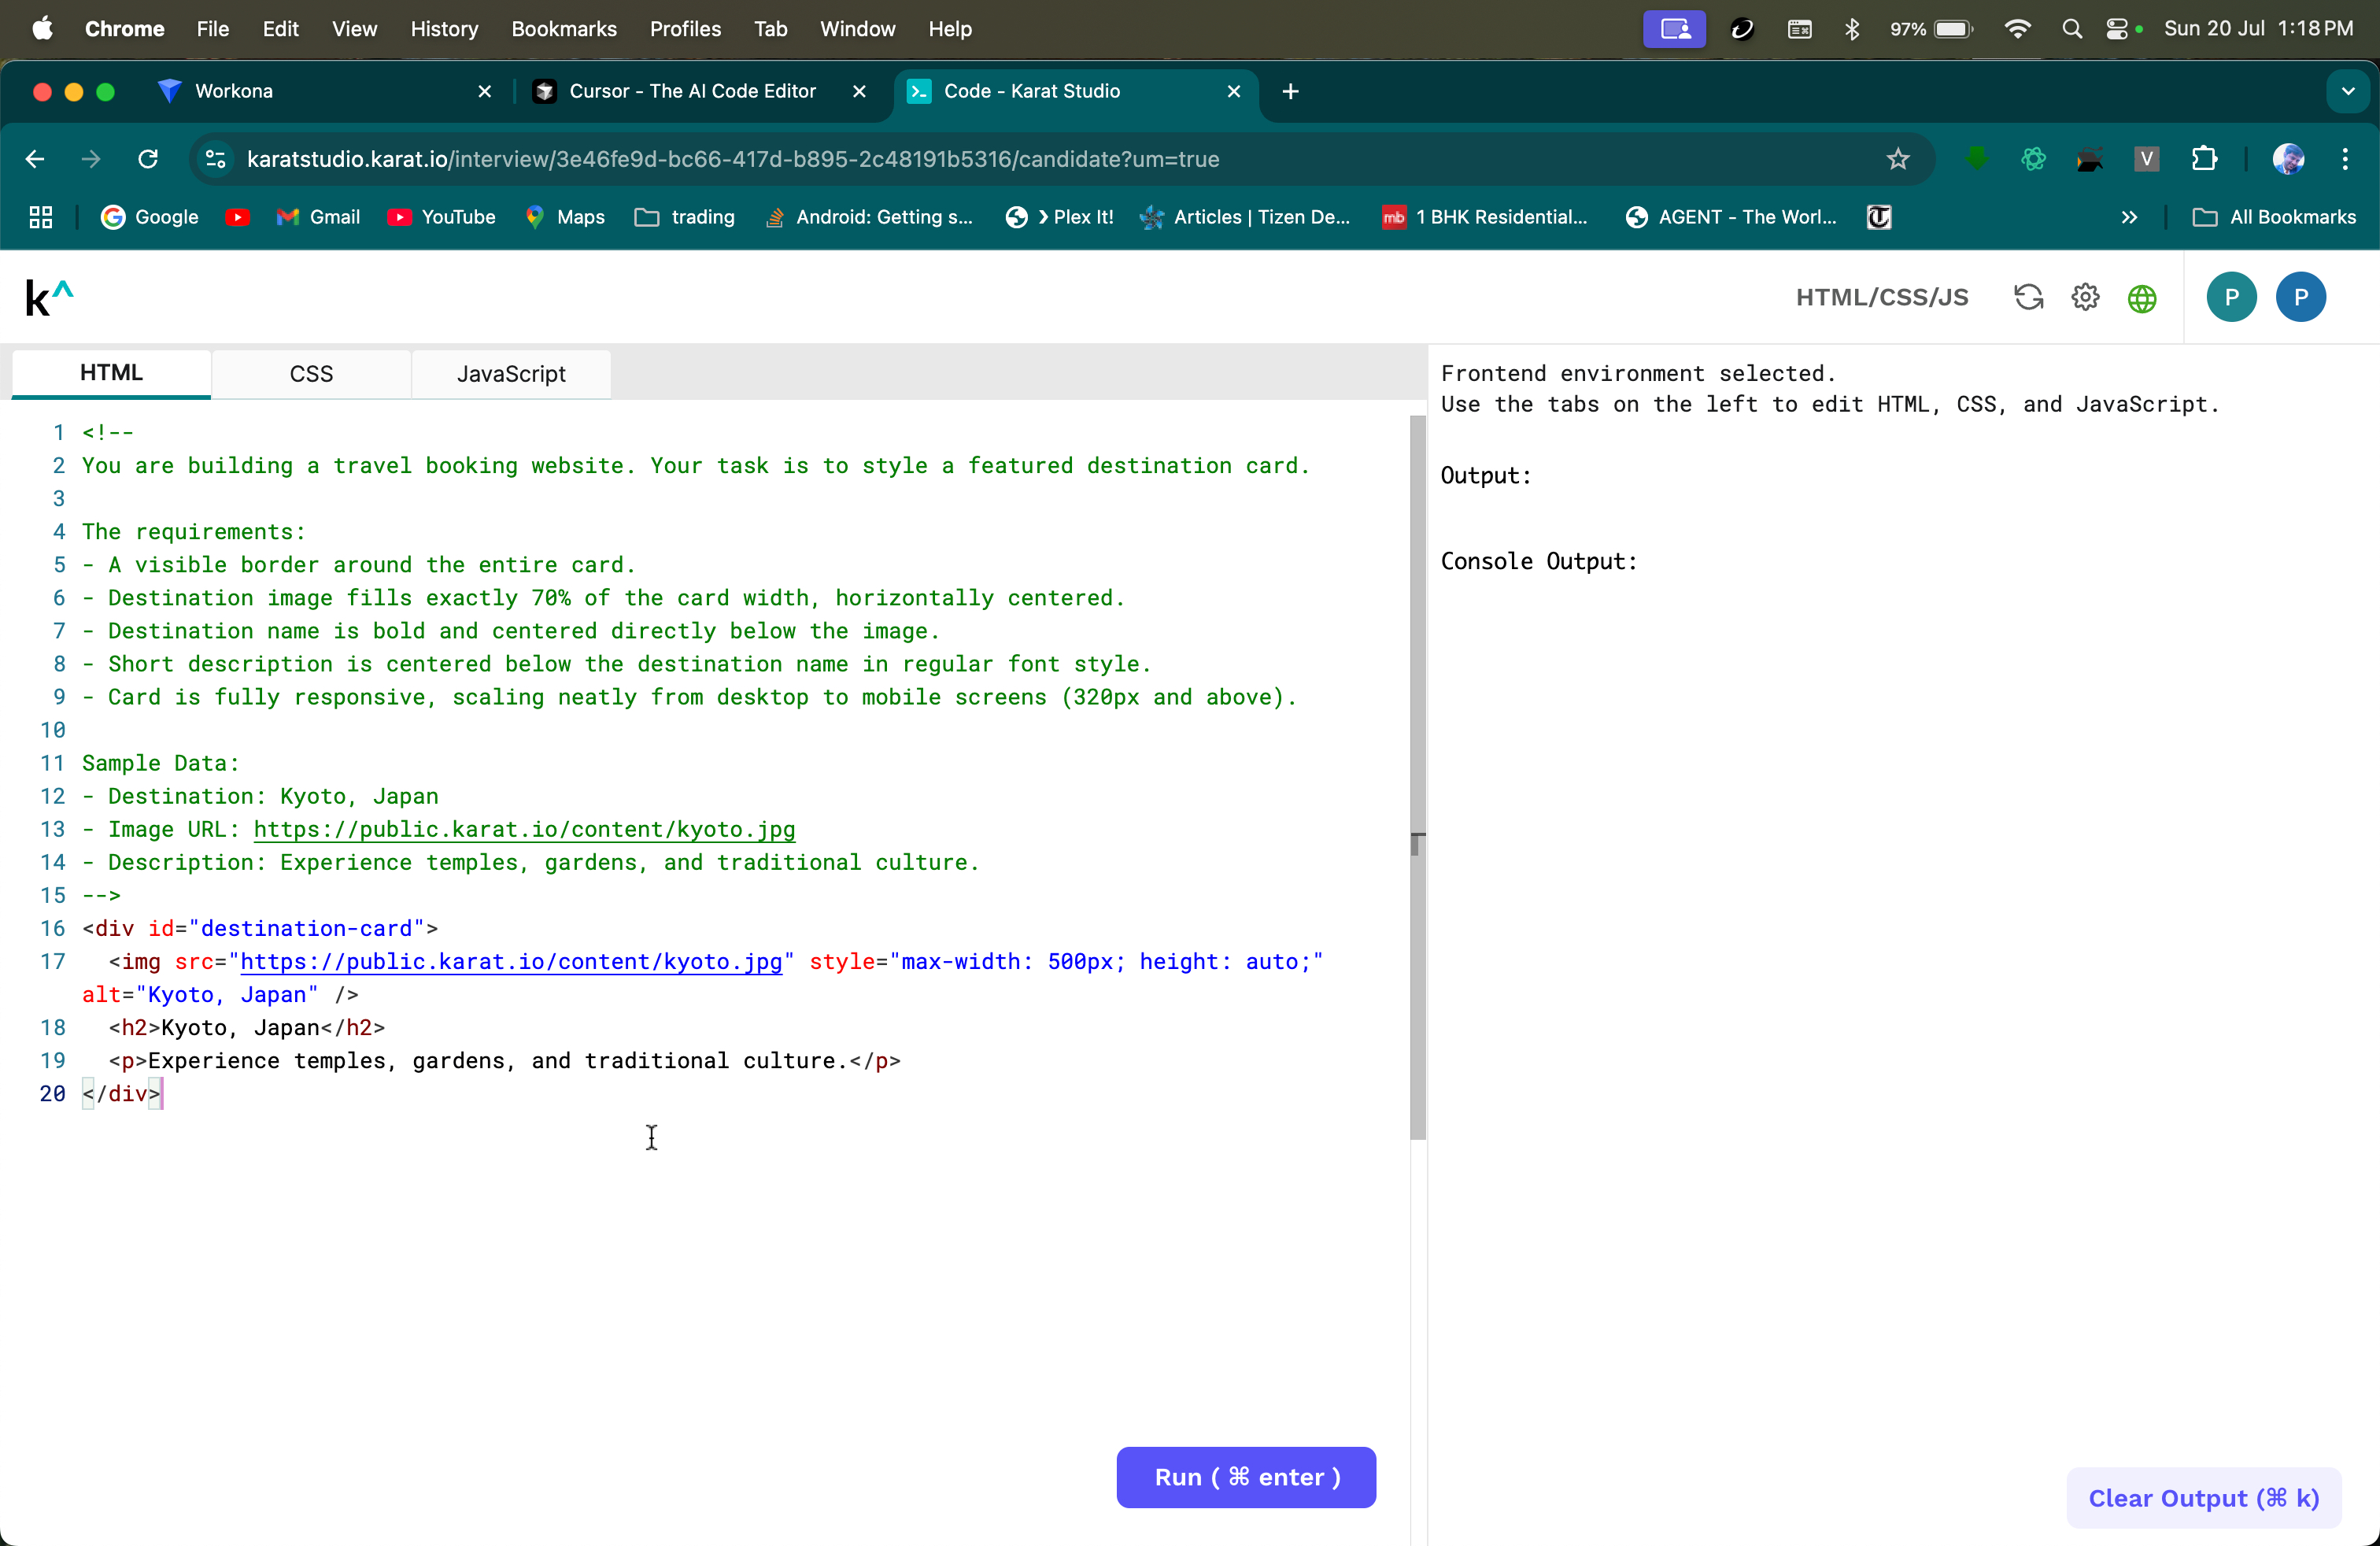 Chrome File Edit View History Bookmarks Profiles Tab Window Help 97% Sun 20 Jul 1:18 PM
Workona Cursor - The AI Code Editor Code - Karat Studio
karatstudio.karat.io/interview/3e46fe9d-bc66-417d-b895-2c48191b5316/candidate?um=true V
Google Gmail YouTube Maps trading Android: Getting s... Plex It! Articles | Tizen De... mb 1 BHK Residential... AGENT - The Worl... All Bookmarks
k^ HTML/CSS/JS P P
HTML CSS JavaScript
1 <!--
2 You are building a travel booking website. Your task is to style a featured destination card.
3
4 The requirements:
5 - A visible border around the entire card.
6 - Destination image fills exactly 70% of the card width, horizontally centered.
7 - Destination name is bold and centered directly below the image.
8 - Short description is centered below the destination name in regular font style.
9 - Card is fully responsive, scaling neatly from desktop to mobile screens (320px and above).
10
11 Sample Data:
12 - Destination: Kyoto, Japan
13 - Image URL: https://public.karat.io/content/kyoto.jpg
14 - Description: Experience temples, gardens, and traditional culture.
15 -->
16 <div id="destination-card">
17 <img src="https://public.karat.io/content/kyoto.jpg" style="max-width: 500px; height: auto;"
alt="Kyoto, Japan" />
18 <h2>Kyoto, Japan</h2>
19 <p>Experience temples, gardens, and traditional culture.</p>
20 </div>
Run ( ⌘ enter )
Frontend environment selected.
Use the tabs on the left to edit HTML, CSS, and JavaScript.
Output:
Console Output:
Clear Output (⌘ k)